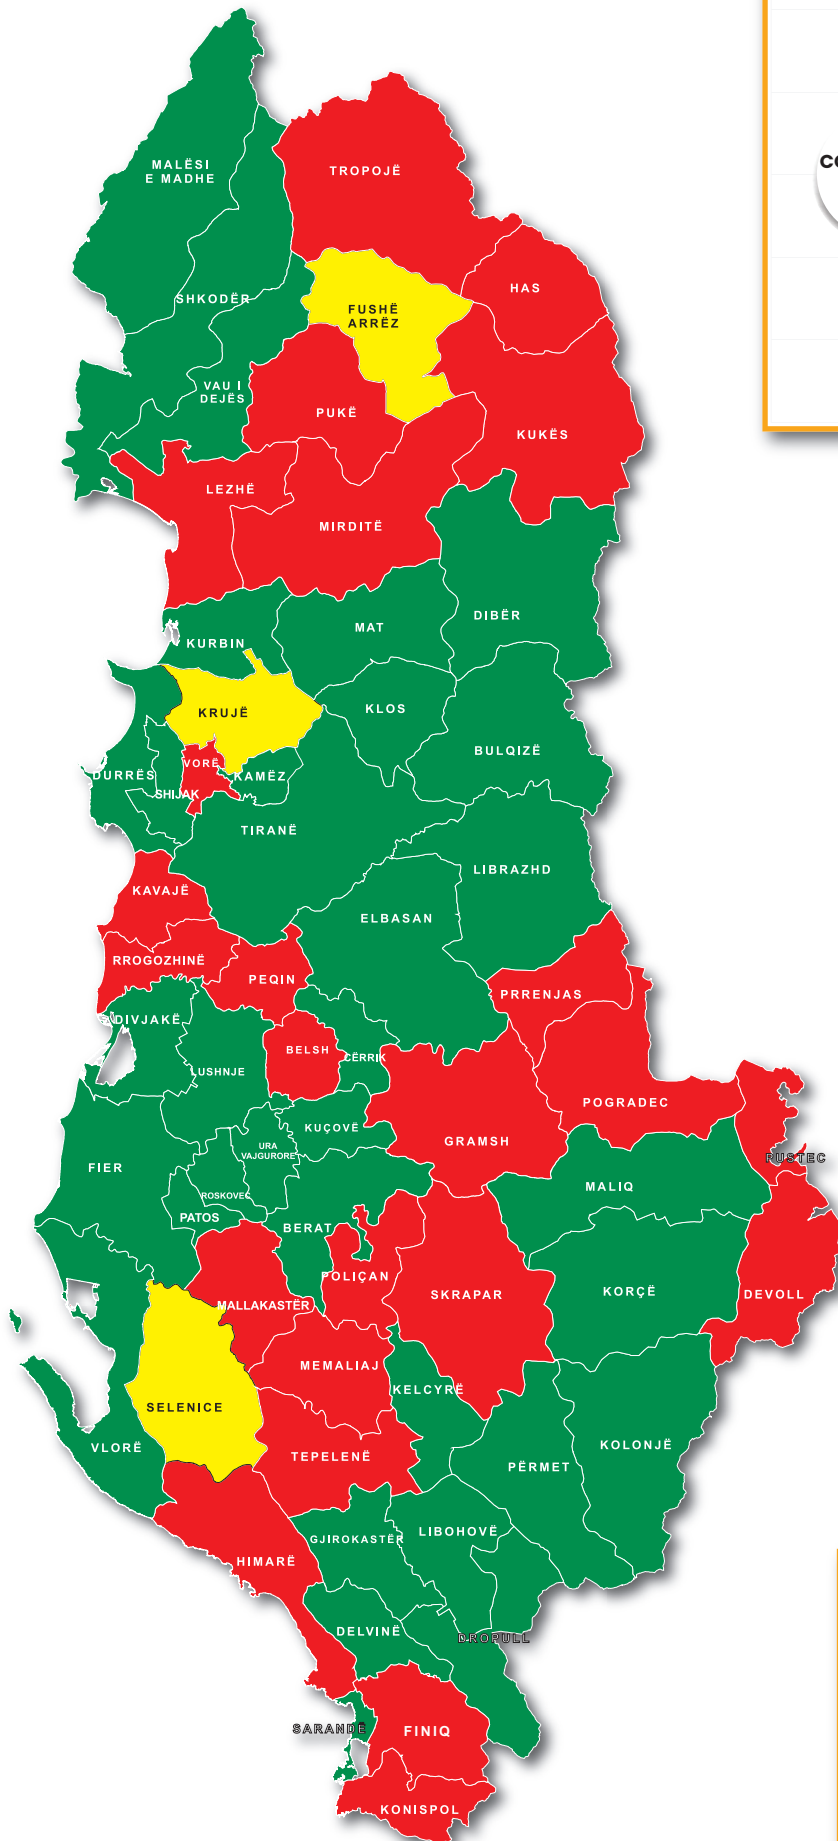 MALËSI
E MADHE
TROPOJË
HAS
SHKODËR
FUSHË
ARRËZ
VAU I
DEJËS
PUKË
KUKËS
LEZHË
MIRDITË
DIBËR
MAT
KURBIN
KLOS
KRUJË
BULQIZË
VORË
DURRËS
KAMËZ
SHIJAK
TIRANË
LIBRAZHD
KAVAJË
ELBASAN
RROGOZHINË
PEQIN
PRRENJAS
DIVJAKË
BELSH
CËRRIK
LUSHNJE
POGRADEC
KUÇOVË
GRAMSH
URA
VAJGURORE
PUSTEC
FIER
MALIQ
ROSKOVEC
PATOS
BERAT
POLIÇAN
KORÇË
SKRAPAR
DEVOLL
MALLAKASTËR
MEMALIAJ
KELCYRË
SELENICE
VLORË
KOLONJË
TEPELENË
PËRMET
LIBOHOVË
GJIROKASTËR
HIMARË
DELVINË
DROPULL
SARANDË
FINIQ
KONISPOL